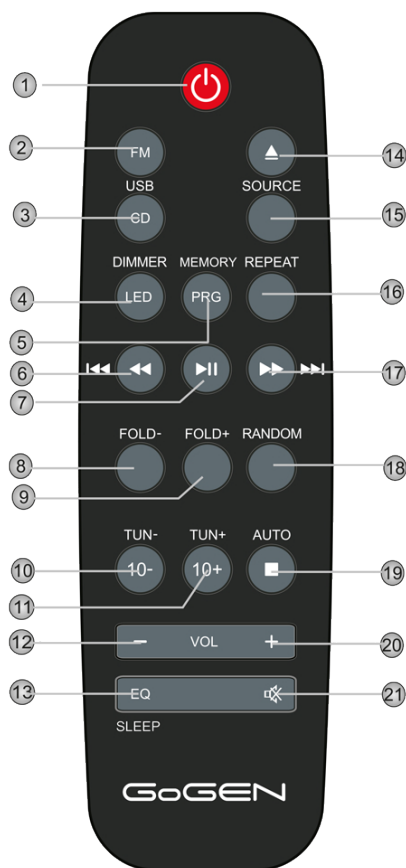 1
2
FM
14
USB
SOURCE
3
CD
15
DIMMER
MEMORY
REPEAT
4
LED
PRG
16
5
6
17
7
FOLD-
FOLD+
RANDOM
8
18
9
TUN-
TUN+
AUTO
10
10-
10+
19
11
12
VOL
20
13
EQ
21
SLEEP
GoGEN